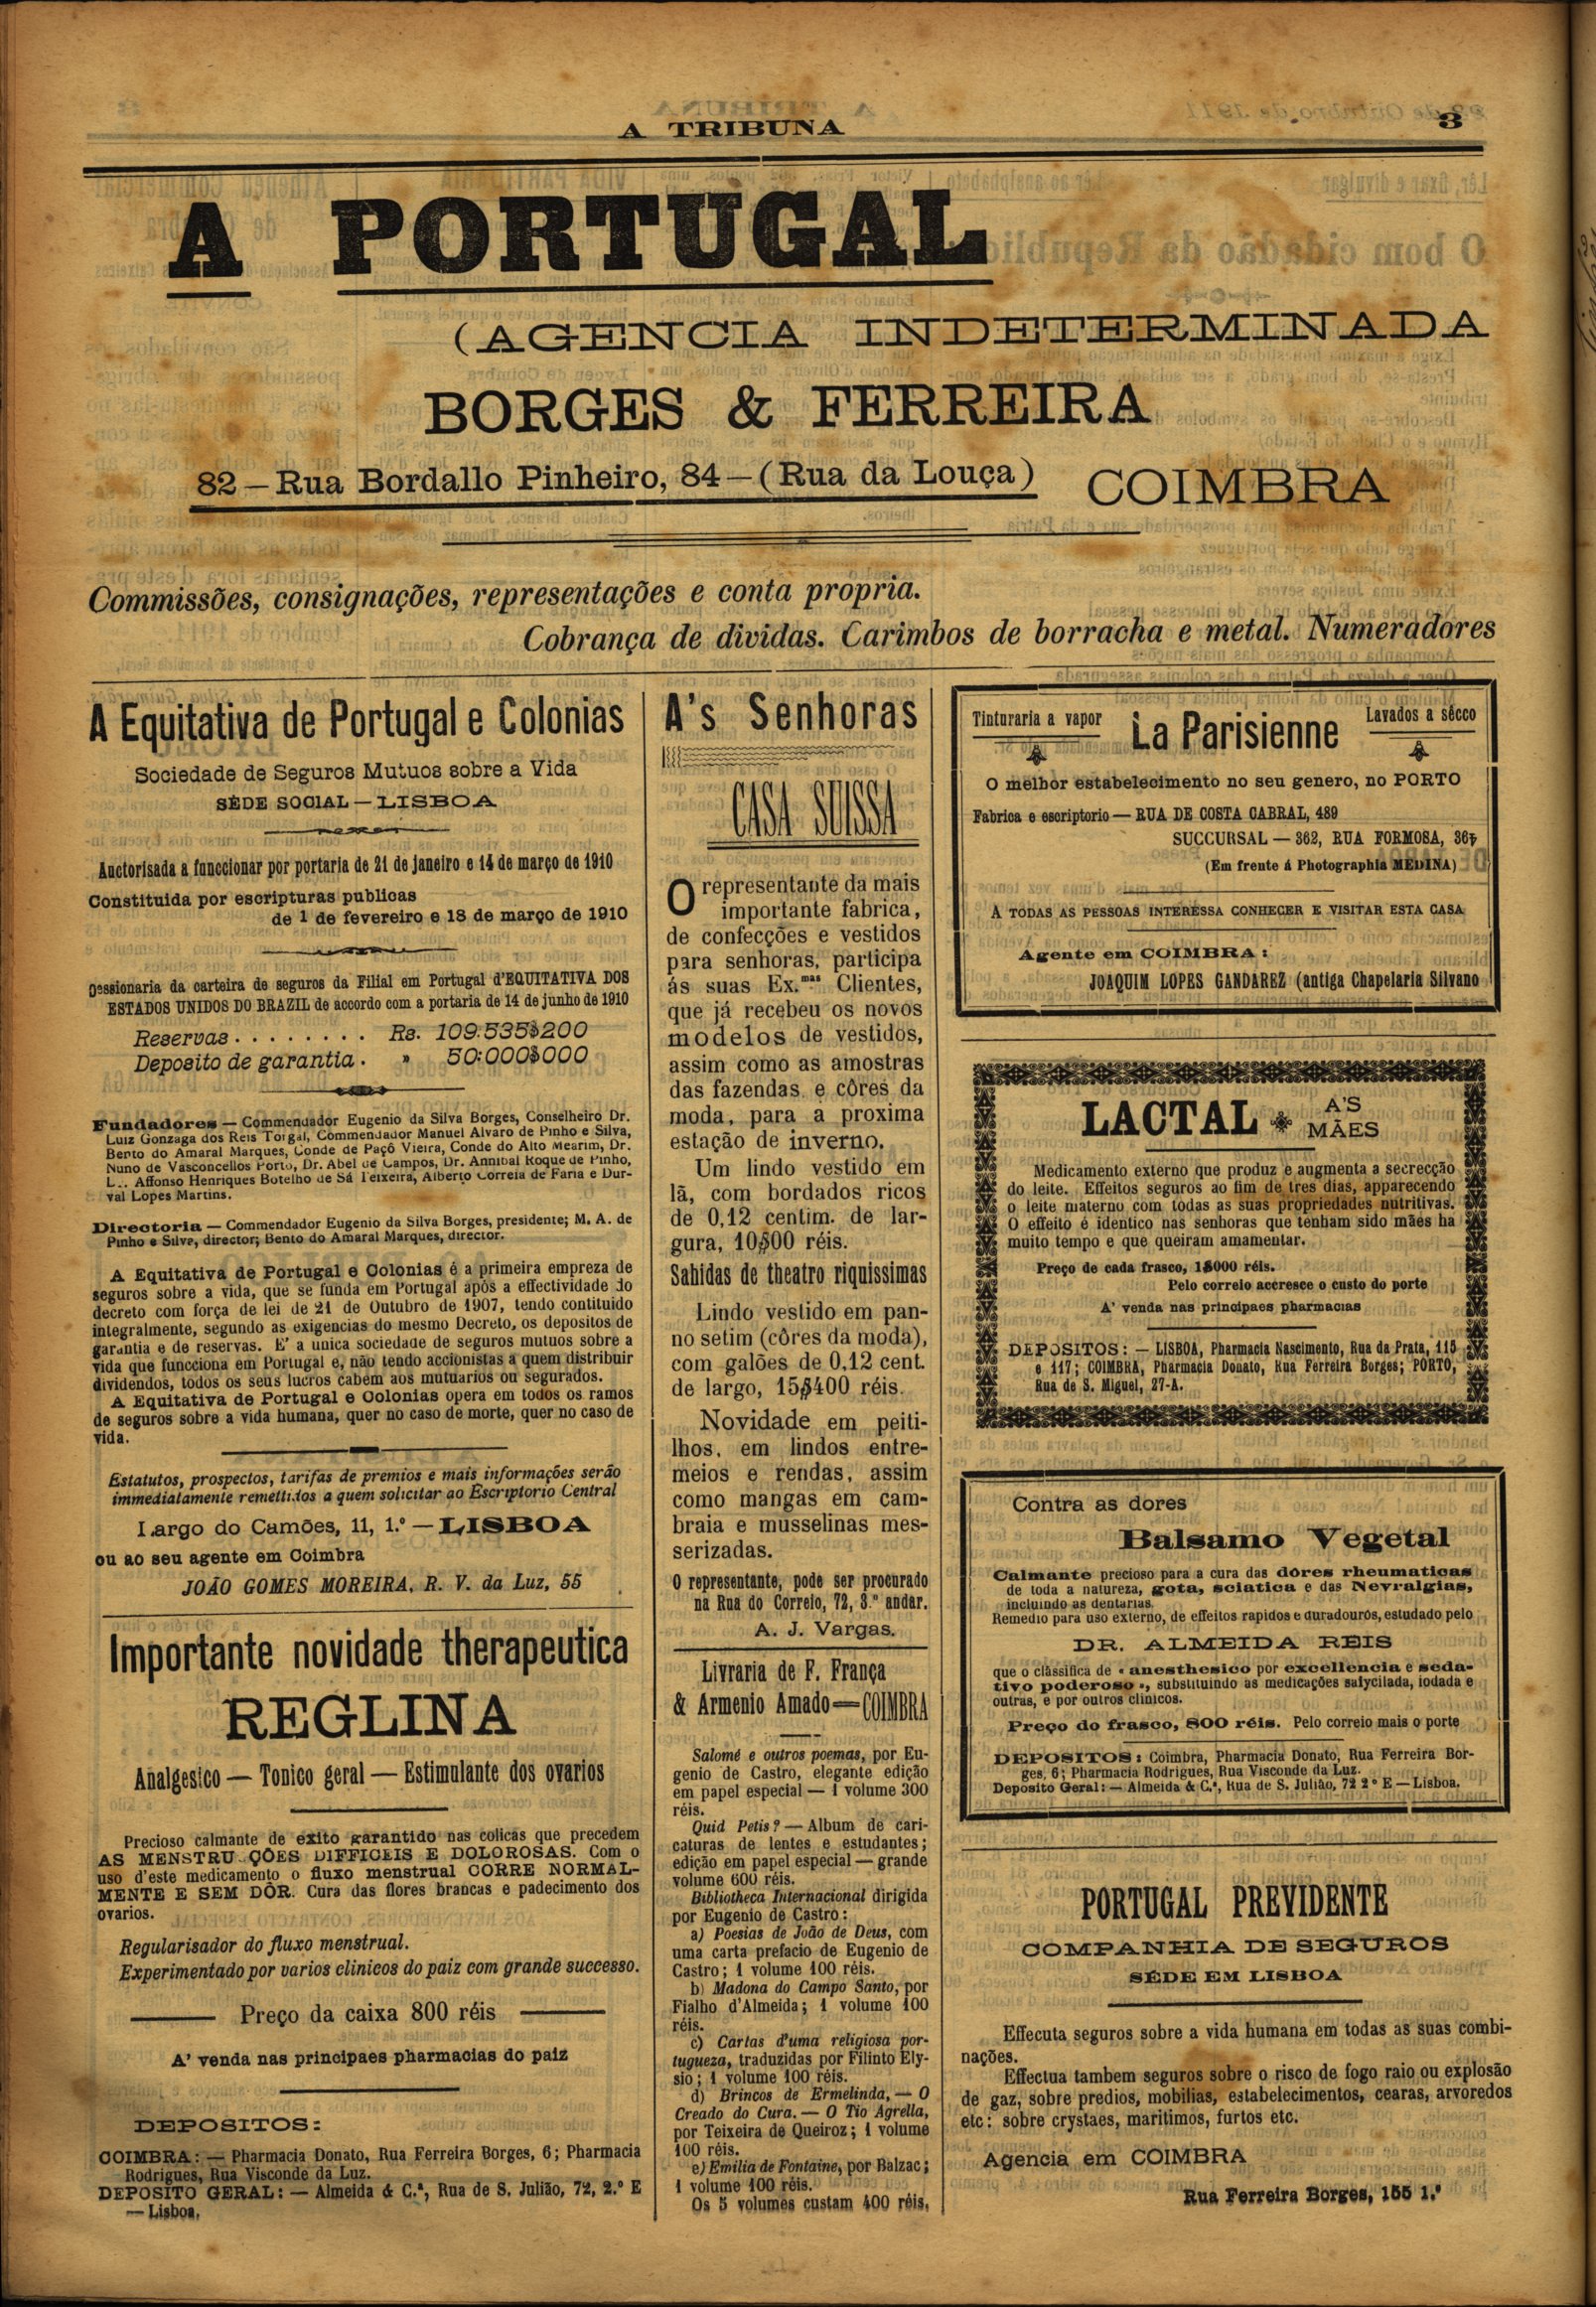 A TRIBUNA
3
A PORTUGAL
(AGENCIA INDETERMINADA
BORGES & FERREIRA
82 — Rua Bordallo Pinheiro, 84 — (Rua da Louça) COIMBRA
Commissões, consignações, representações e conta propria.
Cobrança de dividas. Carimbos de borracha e metal. Numeradores
A Equitativa de Portugal e Colonias
Sociedade de Seguros Mutuos sobre a Vida
SÉDE SOCIAL — LISBOA
Auctorisada a funccionar por portaria de 21 de janeiro e 14 de março de 1910
Constituida por escripturas publicas
de 1 de fevereiro e 18 de março de 1910
Cessionaria da carteira de seguros da Filial em Portugal d'EQUITATIVA DOS
ESTADOS UNIDOS DO BRAZIL de accordo com a portaria de 14 de junho de 1910
Reservas . . . . . . . . Rs. 109:535$200
Deposito de garantia . » 50:000$000
Fundadores — Commendador Eugenio da Silva Borges, Conselheiro Dr.
Luiz Gonzaga dos Reis Torgal, Commendador Manuel Alvaro de Pinho e Silva,
Bento do Amaral Marques, Conde de Paçô Vieira, Conde do Alto Mearim, Dr.
Nuno de Vasconcellos Porto, Dr. Abel de Campos, Dr. Annibal Roque de Pinho,
L.. Affonso Henriques Botelho de Sá Teixeira, Alberto Correia de Faria e Dur-
val Lopes Martins.
Directoria — Commendador Eugenio da Silva Borges, presidente; M. A. de
Pinho e Silva, director; Bento do Amaral Marques, director.
A Equitativa de Portugal e Colonias é a primeira empreza de
seguros sobre a vida, que se funda em Portugal após a effectividade do
decreto com força de lei de 21 de Outubro de 1907, tendo contituido
integralmente, segundo as exigencias do mesmo Decreto, os depositos de
garantia e de reservas. E' a unica sociedade de seguros mutuos sobre a
vida que funcciona em Portugal e, não tendo accionistas a quem distribuir
dividendos, todos os seus lucros cabem aos mutuarios ou segurados.
A Equitativa de Portugal e Colonias opera em todos os ramos
de seguros sobre a vida humana, quer no caso de morte, quer no caso de
vida.
Estatutos, prospectos, tarifas de premios e mais informações serão
immediatamente remettidos a quem solicitar ao Escriptorio Central
Largo do Camões, 11, 1.º — LISBOA
ou ao seu agente em Coimbra
JOÃO GOMES MOREIRA, R. V. da Luz, 55
Importante novidade therapeutica
REGLINA
Analgesico — Tonico geral — Estimulante dos ovarios
Precioso calmante de exito garantido nas colicas que precedem
AS MENSTRU ÇÕES DIFFICEIS E DOLOROSAS. Com o
uso d'este medicamento o fluxo menstrual CORRE NORMAL-
MENTE E SEM DÔR. Cura das flores brancas e padecimento dos
ovarios.
Regularisador do fluxo menstrual.
Experimentado por varios clinicos do paiz com grande successo.
Preço da caixa 800 réis
A' venda nas principaes pharmacias do paiz
DEPOSITOS:
COIMBRA: — Pharmacia Donato, Rua Ferreira Borges, 6; Pharmacia
Rodrigues, Rua Visconde da Luz.
DEPOSITO GERAL: — Almeida & C.ª, Rua de S. Julião, 72, 2.º E
— Lisboa,
A's Senhoras
CASA SUISSA
O representante da mais
importante fabrica,
de confecções e vestidos
para senhoras, participa
ás suas Ex.mas Clientes,
que já recebeu os novos
modelos de vestidos,
assim como as amostras
das fazendas e côres da
moda, para a proxima
estação de inverno.
Um lindo vestido em
lã, com bordados ricos
de 0,12 centim. de lar-
gura, 10$00 réis.
Sahidas de theatro riquissimas
Lindo vestido em pan-
no setim (côres da moda),
com galões de 0,12 cent.
de largo, 15$400 réis.
Novidade em peiti-
lhos, em lindos entre-
meios e rendas, assim
como mangas em cam-
braia e musselinas mes-
serizadas.
O representante, pode ser procurado
na Rua do Correio, 72, 3.º andar.
A. J. Vargas.
Livraria de F. França
& Armenio Amado — COIMBRA
Salomé e outros poemas, por Eu-
genio de Castro, elegante edição
em papel especial — 1 volume 300
réis.
Quid Petis? — Album de cari-
caturas de lentes e estudantes;
edição em papel especial — grande
volume 600 réis.
Bibliotheca Internacional dirigida
por Eugenio de Castro:
a) Poesias de João de Deus, com
uma carta prefacio de Eugenio de
Castro; 1 volume 100 réis.
b) Madona do Campo Santo, por
Fialho d'Almeida; 1 volume 100
réis.
c) Cartas d'uma religiosa por-
tugueza, traduzidas por Filinto Ely-
sio; 1 volume 100 réis.
d) Brincos de Ermelinda, — O
Creado do Cura. — O Tio Agrella,
por Teixeira de Queiroz; 1 volume
100 réis.
e) Emilia de Fontaine, por Balzac;
1 volume 100 réis.
Os 5 volumes custam 400 réis,
Tinturaria a vapor La Parisienne Lavados a sêcco
O melhor estabelecimento no seu genero, no PORTO
Fabrica e escriptorio — RUA DE COSTA CABRAL, 489
SUCCURSAL — 362, RUA FORMOSA, 367
(Em frente á Photographia MEDINA)
A TODAS AS PESSOAS INTERESSA CONHECER E VISITAR ESTA CASA
Agente em COIMBRA:
JOAQUIM LOPES GANDAREZ (antiga Chapelaria Silvano
LACTAL A'S MÃES
Medicamento externo que produz e augmenta a secrecção
do leite. Effeitos seguros ao fim de tres dias, apparecendo
o leite materno com todas as suas propriedades nutritivas.
O effeito é identico nas senhoras que tenham sido mães ha
muito tempo e que queiram amamentar.
Preço de cada frasco, 1$000 réis.
Pelo correio accresce o custo do porte
A' venda nas principaes pharmacias
DEPOSITOS: — LISBOA, Pharmacia Nascimento, Rua da Prata, 115
e 117; COIMBRA, Pharmacia Donato, Rua Ferreira Borges; PORTO,
Rua de S. Miguel, 27-A.
Contra as dores
Balsamo Vegetal
Calmante precioso para a cura das dôres rheumaticas
de toda a natureza, gota, sciatica e das Nevralgias,
incluindo as dentarias.
Remedio para uso externo, de effeitos rapidos e duradouros, estudado pelo
DR. ALMEIDA REIS
que o classifica de « anesthesico por excellencia e seda-
tivo poderoso », substituindo as medicações salycilada, iodada e
outras, e por outros clinicos.
Preço do frasco, 800 réis. Pelo correio mais o porte
DEPOSITOS: Coimbra, Pharmacia Donato, Rua Ferreira Bor-
ges, 6; Pharmacia Rodrigues, Rua Visconde da Luz.
Deposito Geral: — Almeida & C.ª, Rua de S. Julião, 72 2º E — Lisboa.
PORTUGAL PREVIDENTE
COMPANHIA DE SEGUROS
SÉDE EM LISBOA
Effecuta seguros sobre a vida humana em todas as suas combi-
nações.
Effectua tambem seguros sobre o risco de fogo raio ou explosão
de gaz, sobre predios, mobilias, estabelecimentos, cearas, arvoredos
etc: sobre crystaes, maritimos, furtos etc.
Agencia em COIMBRA
Rua Ferreira Borges, 155 1.º